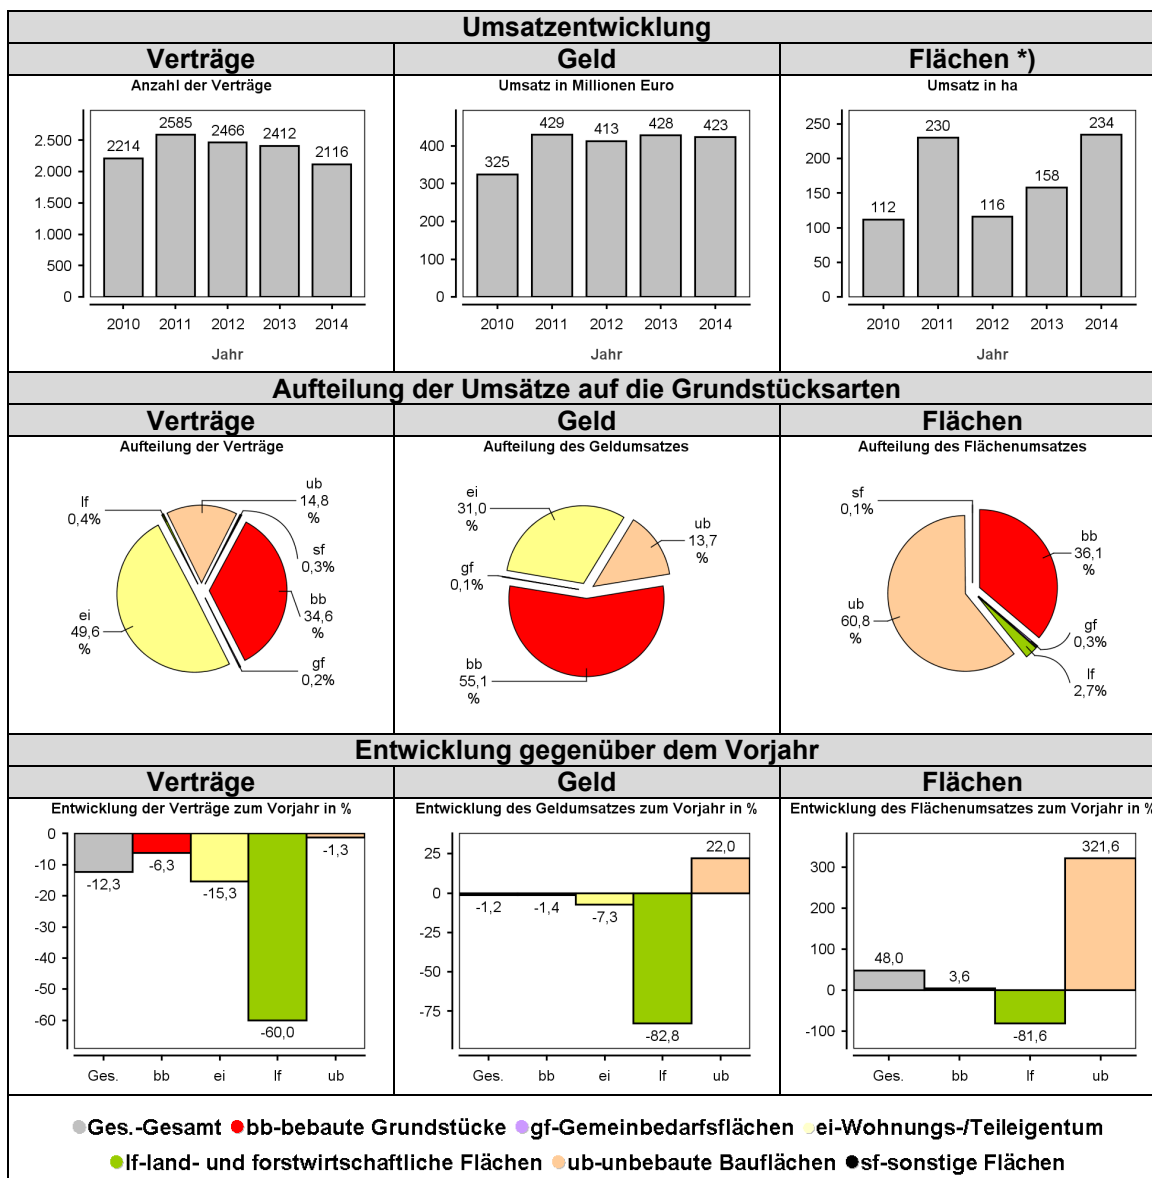 Umsatzentwicklung
Verträge
Geld
Flächen *)
Anzahl der Verträge
2.500
2.000
1.500
1.000
500
0
2214
2585
2466
2412
2116
2010 2011 2012 2013 2014
Jahr
Umsatz in Millionen Euro
400
300
200
100
0
325
429
413
428
423
2010 2011 2012 2013 2014
Jahr
Umsatz in ha
250
200
150
100
50
0
112
230
116
158
234
2010 2011 2012 2013 2014
Jahr
Aufteilung der Umsätze auf die Grundstücksarten
Verträge
Geld
Flächen
Aufteilung der Verträge
lf
0,4%
ub
14,8
%
sf
0,3%
bb
34,6
%
gf
0,2%
ei
49,6
%
Aufteilung des Geldumsatzes
ei
31,0
%
ub
13,7
%
gf
0,1%
bb
55,1
%
Aufteilung des Flächenumsatzes
sf
0,1%
bb
36,1
%
ub
60,8
%
gf
0,3%
lf
2,7%
Entwicklung gegenüber dem Vorjahr
Verträge
Geld
Flächen
Entwicklung der Verträge zum Vorjahr in %
0
-10
-20
-30
-40
-50
-60
-12,3
-6,3
-15,3
-60,0
-1,3
Ges. bb ei lf ub
Entwicklung des Geldumsatzes zum Vorjahr in %
25
0
-25
-50
-75
-1,2
-1,4
-7,3
-82,8
22,0
Ges. bb ei lf ub
Entwicklung des Flächenumsatzes zum Vorjahr in %
300
200
100
0
-100
48,0
3,6
-81,6
321,6
Ges. bb lf ub
Ges.-Gesamt bb-bebaute Grundstücke gf-Gemeinbedarfsflächen ei-Wohnungs-/Teileigentum
lf-land- und forstwirtschaftliche Flächen ub-unbebaute Bauflächen sf-sonstige Flächen